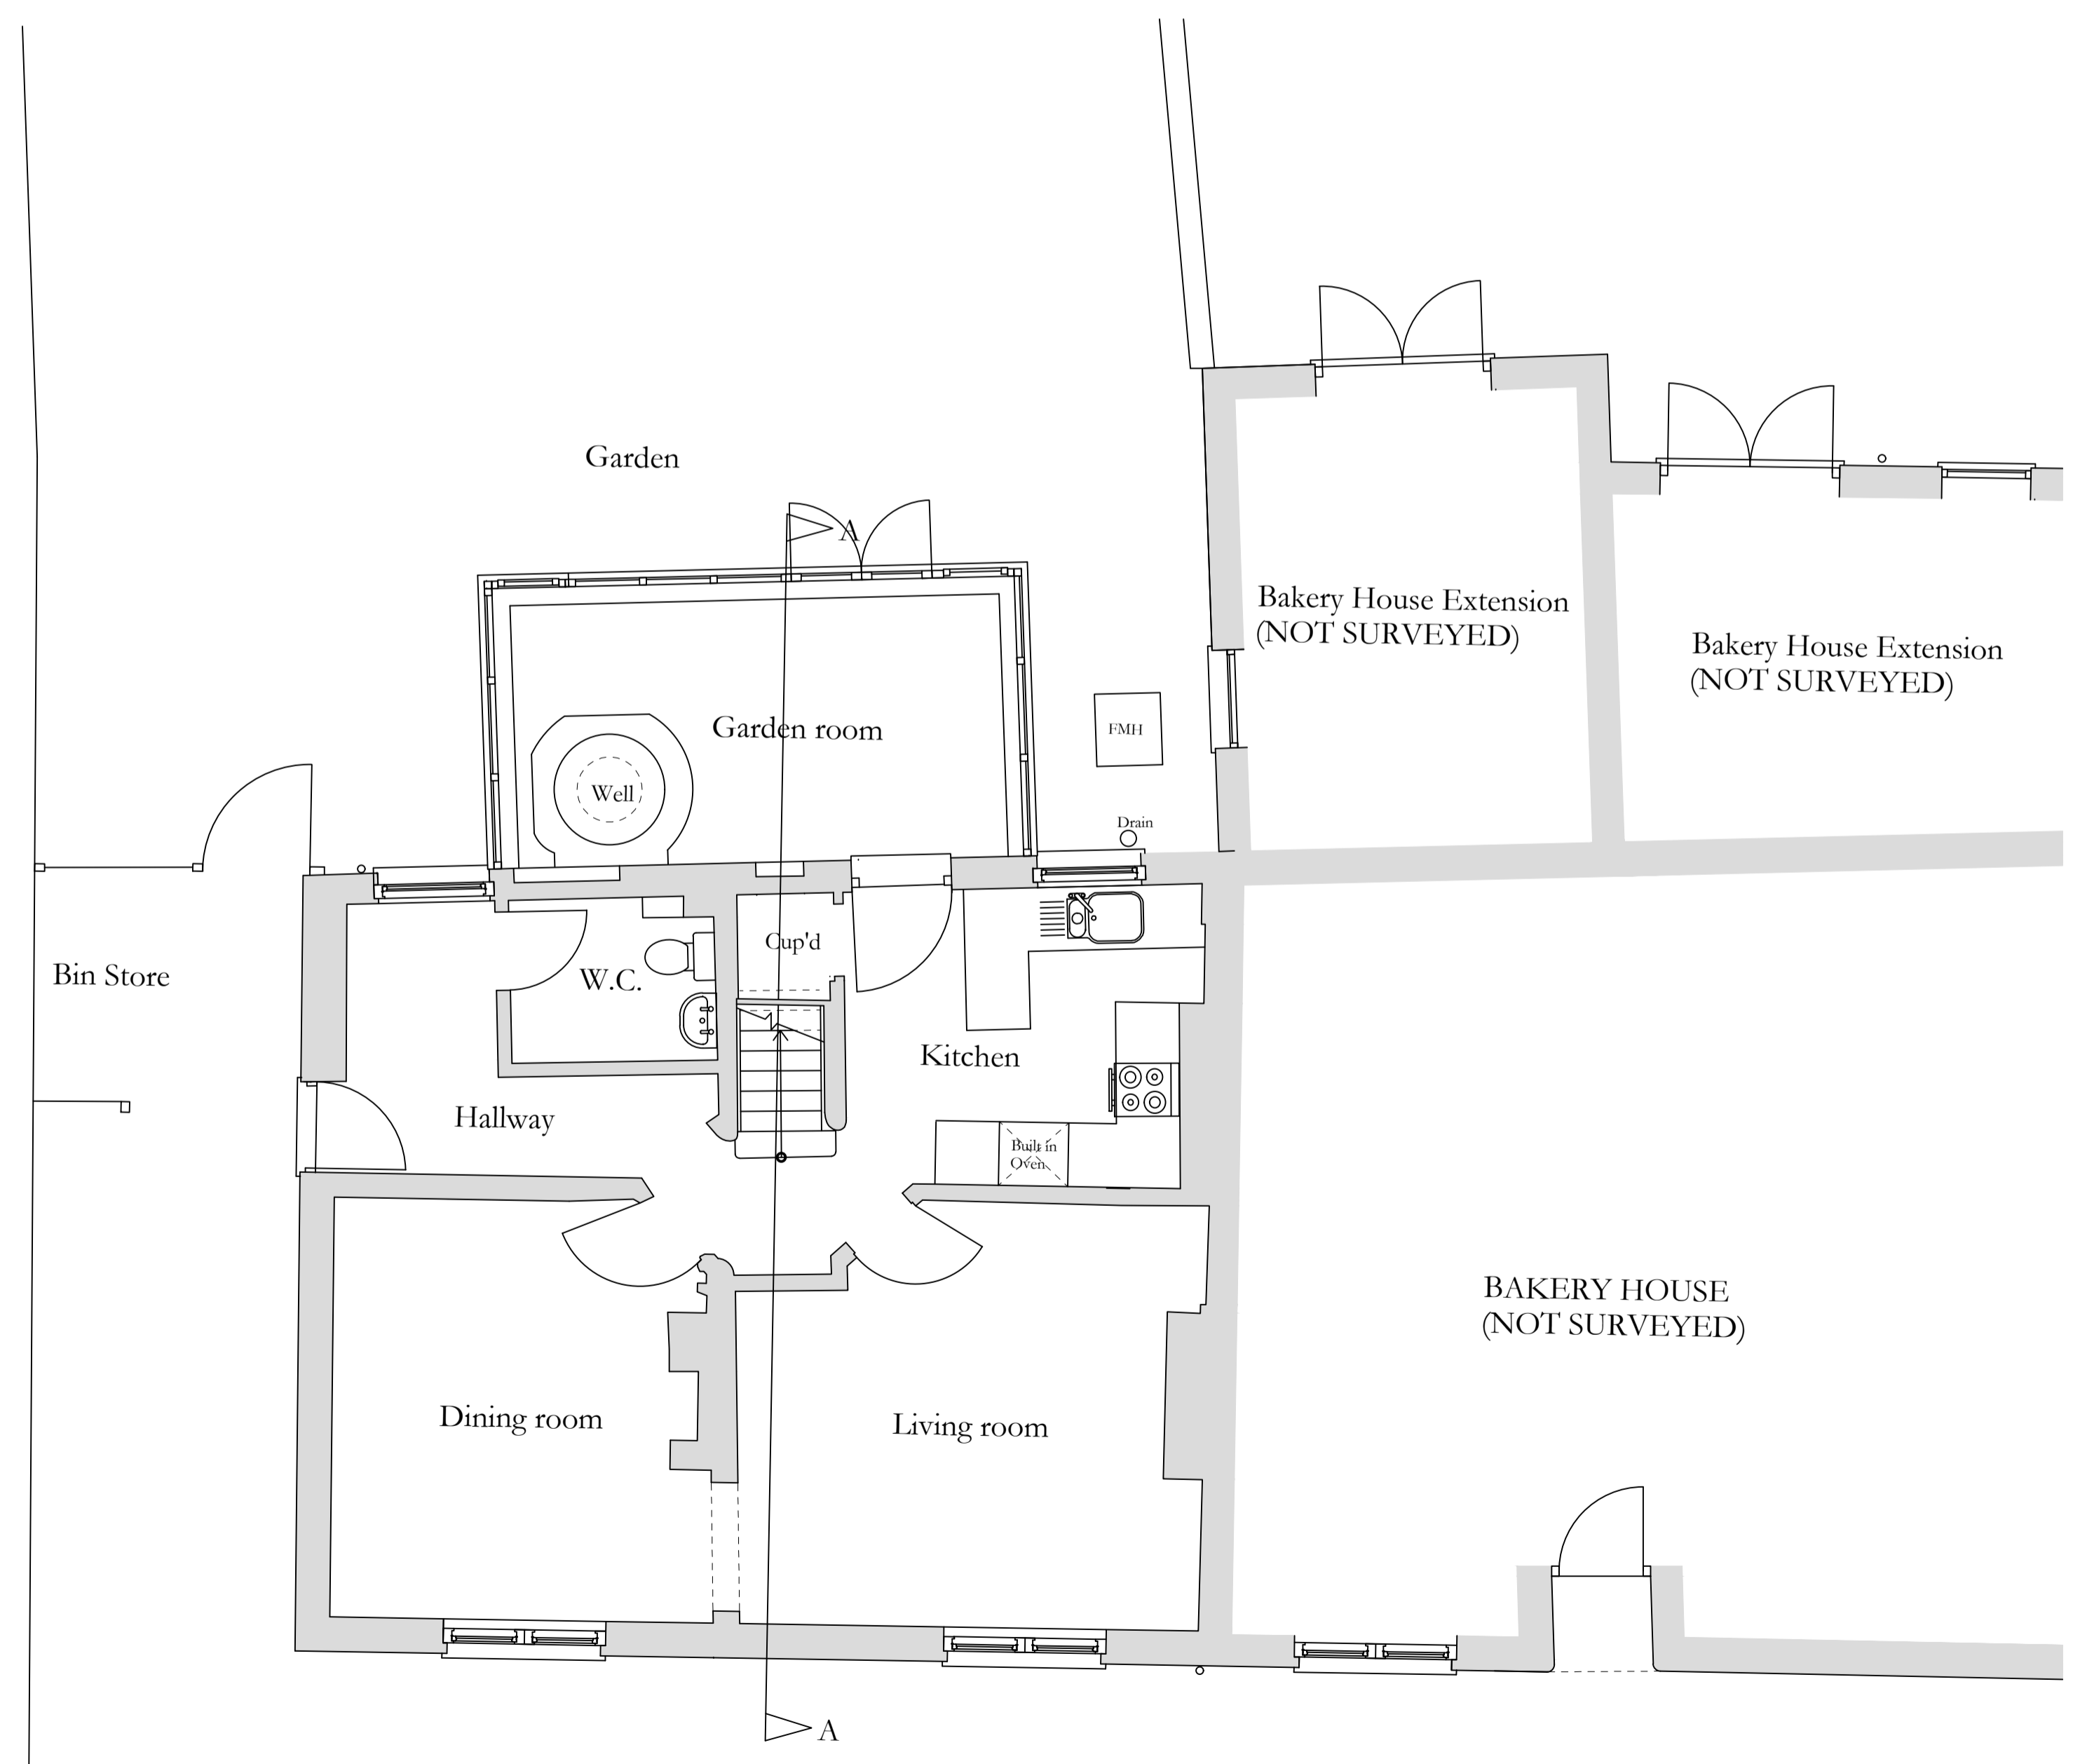 Garden
A
Bakery House Extension
(NOT SURVEYED)
Bakery House Extension
(NOT SURVEYED)
Garden room
FMH
Well
Drain
Cup'd
Bin Store
W.C.
Kitchen
Hallway
Built in
Oven
BAKERY HOUSE
(NOT SURVEYED)
Dining room
Living room
A